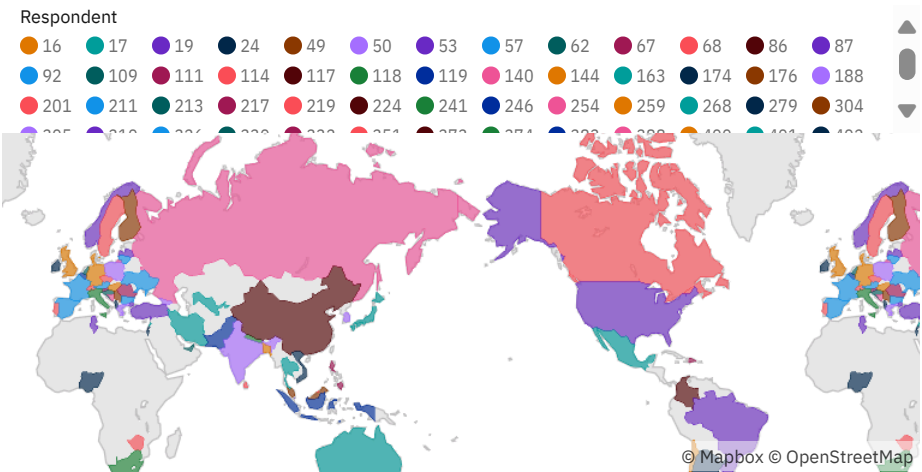 Respondent
16 17 19 24 49 50 53 57 62 67 68 86 87
92 109 111 114 117 118 119 140 144 163 174 176 188
201 211 213 217 219 224 241 246 254 259 268 279 304
© Mapbox © OpenStreetMap